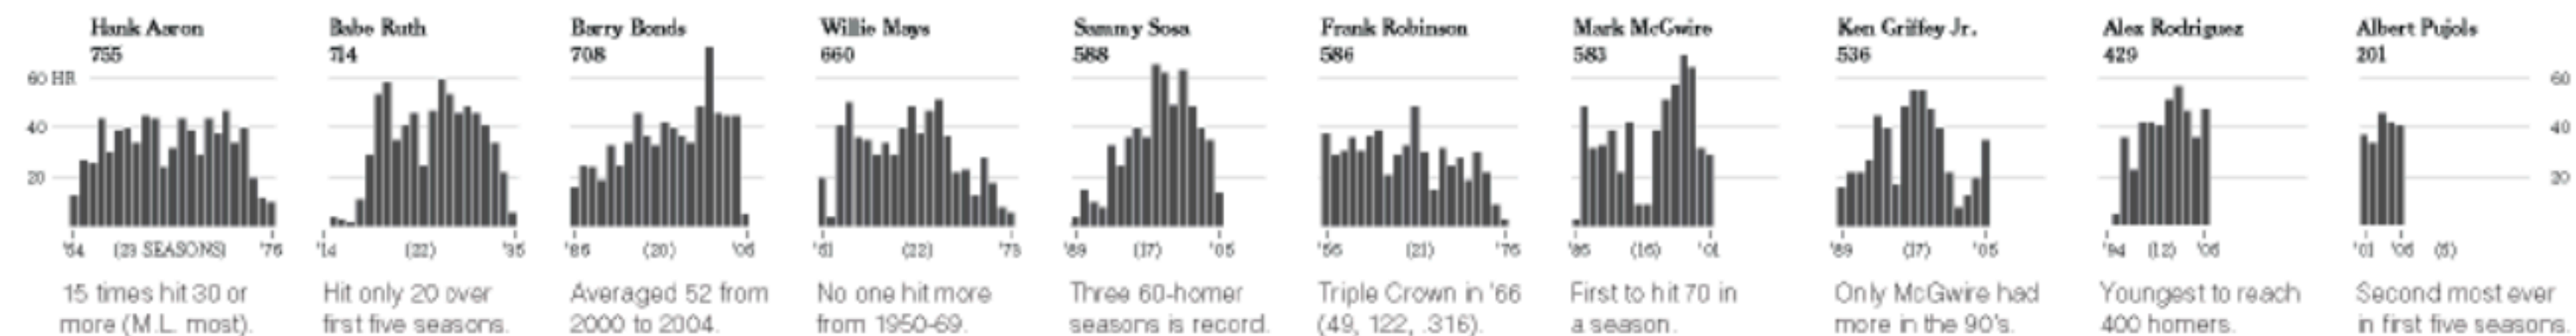 Hank Aaron
755
Babe Ruth
714
Barry Bonds
708
Willie Mays
660
Sammy Sosa
588
Frank Robinson
586
Mark McGwire
583
Ken Griffey Jr.
536
Alex Rodriguez
429
Albert Pujols
201
60 HR
40
20
60
40
20
'54 (23 SEASONS) '76
'14 (22) '35
'86 (20) '05
'51 (22) '73
'89 (17) '05
'56 (21) '76
'86 (16) '01
'89 (17) '05
'94 (12) '05
'01 '05 (5)
15 times hit 30 or
more (M.L. most).
Hit only 20 over
first five seasons.
Averaged 52 from
2000 to 2004.
No one hit more
from 1950-69.
Three 60-homer
seasons is record.
Triple Crown in '66
(49, 122, .316).
First to hit 70 in
a season.
Only McGwire had
more in the 90's.
Youngest to reach
400 homers.
Second most ever
in first five seasons